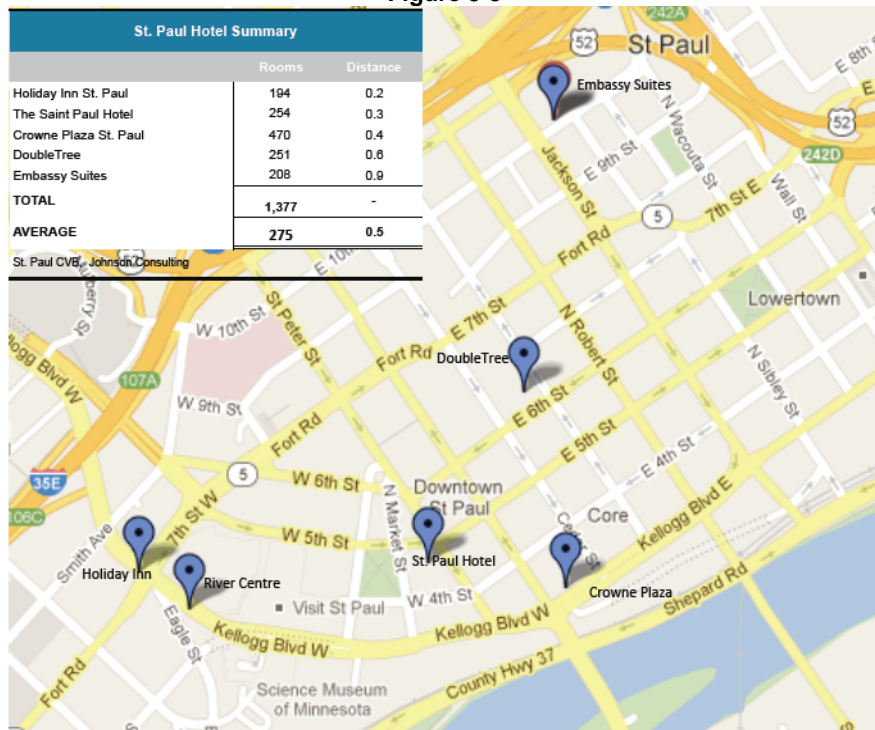 St. Paul Hotel Summary
Rooms Distance
Holiday Inn St. Paul 194 0.2
The Saint Paul Hotel 254 0.3
Crowne Plaza St. Paul 470 0.4
DoubleTree 251 0.6
Embassy Suites 208 0.9
TOTAL 1,377 -
AVERAGE 275 0.5
St. Paul CVB, Johnson Consulting
242A
52
St Paul
E 8th St
Embassy Suites
N Wacouta St
52
242D
E 9th St
Jackson St
Wall St
7th St E
5
Fort Rd
E 10th
52
St Peter St
E 7th St
N Robert St
Lowertown
W 10th St
Fort Rd
DoubleTree
N Sibley St
Kellogg Blvd W
107A
W 9th St
E 6th St
Fort Rd
E 5th St
E 4th St
35E
5
W 6th St
N Market St
Downtown
St Paul
Kellogg Blvd E
106C
7th St W
Smith Ave
W 5th St
Cedar St
Core
St. Paul Hotel
Holiday Inn
River Centre
Crowne Plaza
Shepard Rd
Visit St Paul
W 4th St
Eagle St
Kellogg Blvd W
Kellogg Blvd W
County Hwy 37
Fort Rd
Science Museum
of Minnesota